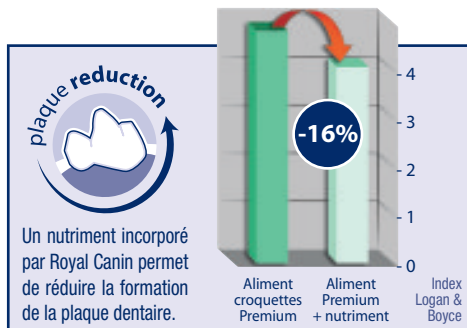 plaque reduction
Un nutriment incorporé
par Royal Canin permet
de réduire la formation
de la plaque dentaire.
-16%
4
3
2
1
0
Aliment
croquettes
Premium
Aliment
Premium
+ nutriment
Index
Logan &
Boyce